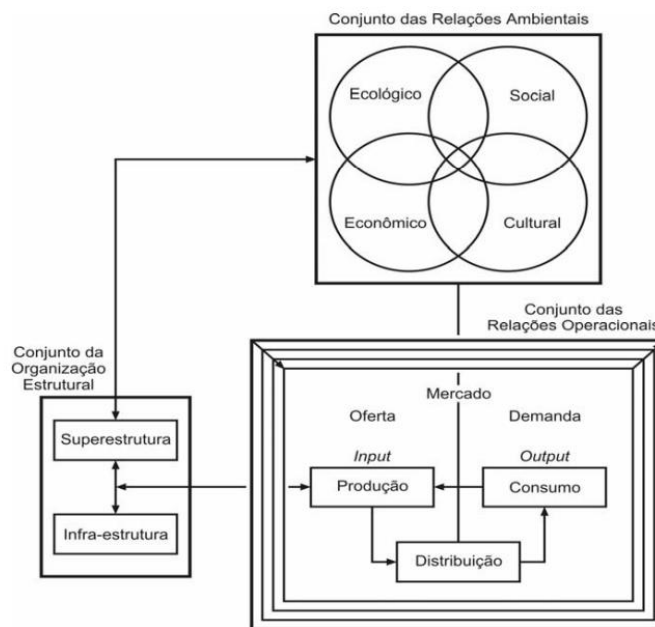 Conjunto das Relações Ambientais
Ecológico
Social
Econômico
Cultural
Conjunto das
Relações Operacionais
Conjunto da
Organização
Estrutural
Superestrutura
Infra-estrutura
Mercado
Oferta
Demanda
Input
Output
Produção
Consumo
Distribuição